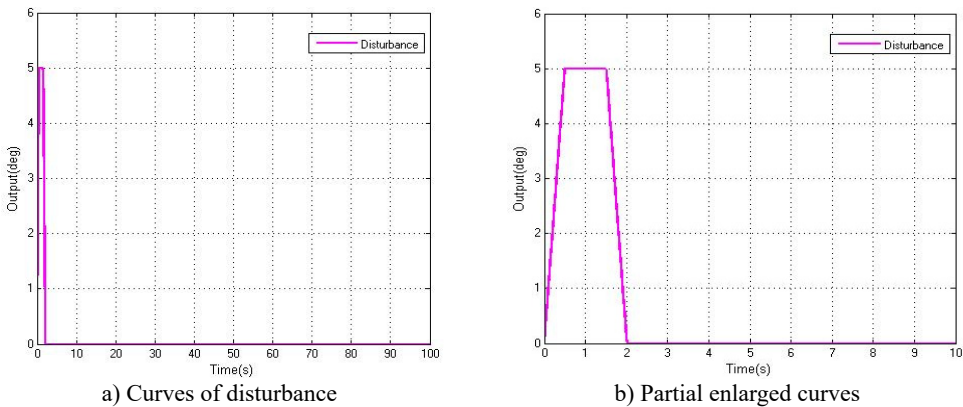 6
5
4
3
2
1
0
Output(deg)
Disturbance
0 10 20 30 40 50 60 70 80 90 100
Time(s)
a) Curves of disturbance
6
5
4
3
2
1
0
Output(deg)
Disturbance
0 1 2 3 4 5 6 7 8 9 10
Time(s)
b) Partial enlarged curves